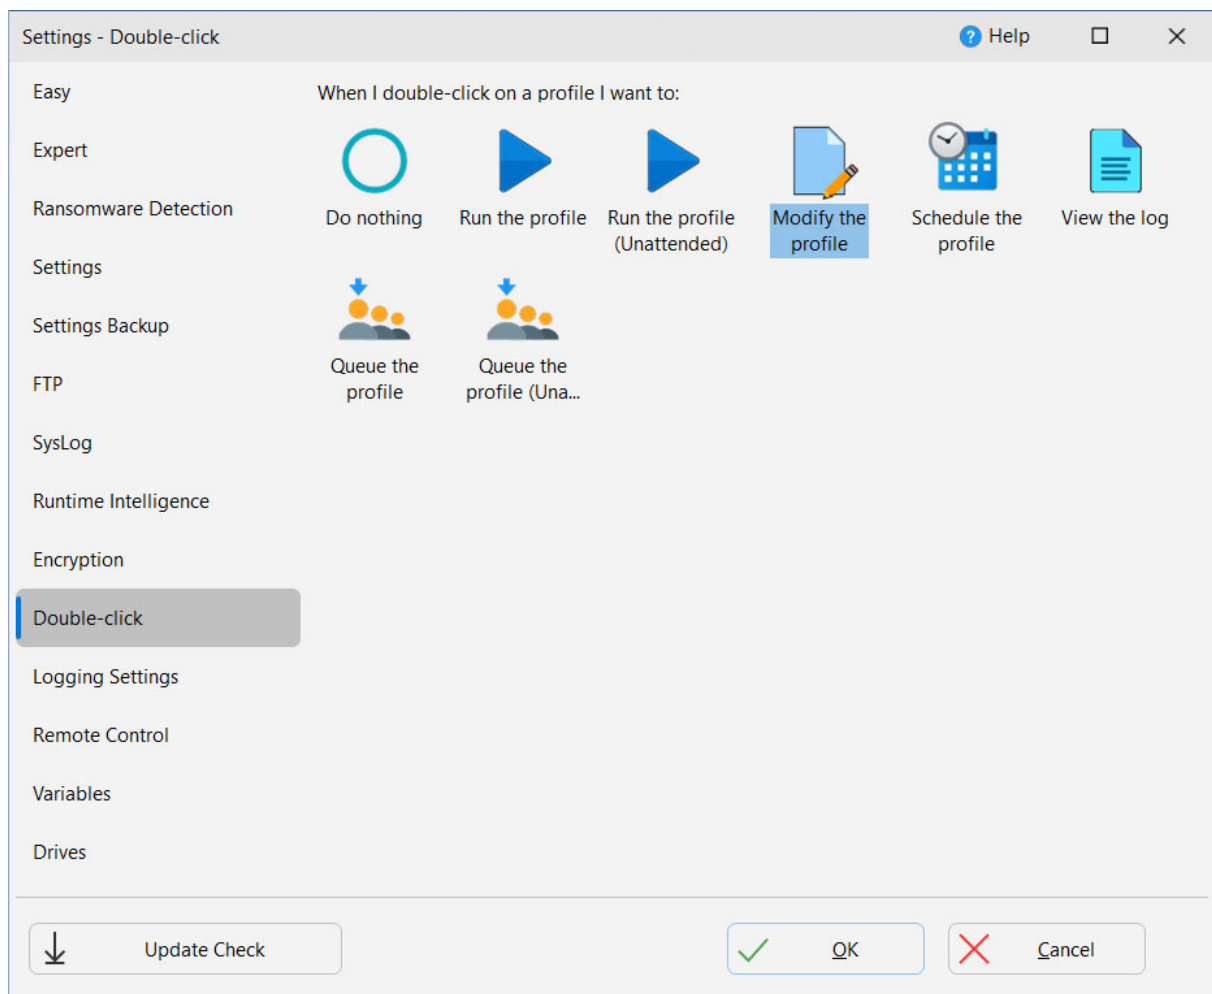 Settings - Double-click
? Help
Easy
Expert
Ransomware Detection
Settings
Settings Backup
FTP
SysLog
Runtime Intelligence
Encryption
Double-click
Logging Settings
Remote Control
Variables
Drives
When I double-click on a profile I want to:
Do nothing
Run the profile
Run the profile
(Unattended)
Modify the
profile
Schedule the
profile
View the log
Queue the
profile
Queue the
profile (Una...
Update Check
OK
Cancel